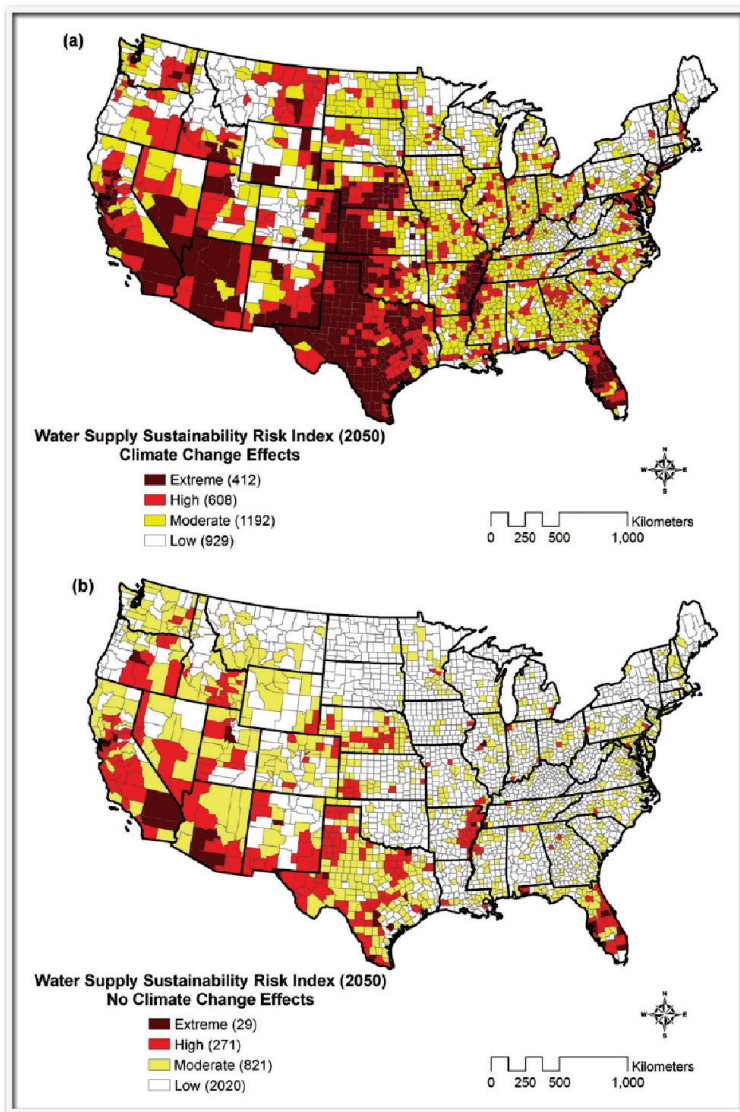 (a)
Water Supply Sustainability Risk Index (2050)
Climate Change Effects
Extreme (412)
High (608)
Moderate (1192)
Low (929)
N
W E
S
Kilometers
0 250 500 1,000
(b)
Water Supply Sustainability Risk Index (2050)
No Climate Change Effects
Extreme (29)
High (271)
Moderate (821)
Low (2020)
N
W E
S
Kilometers
0 250 500 1,000